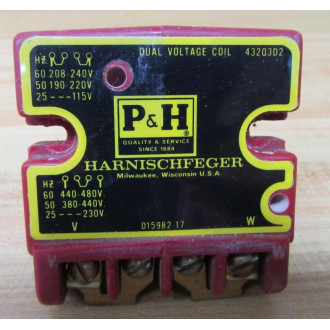 DUAL VOLTAGE COIL 432Q3D2
HZ
60 208-240V
50 190-220V
25 ---115V
P&H
®
QUALITY & SERVICE
SINCE 1884
HARNISCHFEGER
Milwaukee, Wisconsin U.S.A.
HZ
60 440-480V
50 380-440V
25 ---230V
V D15982 17 W